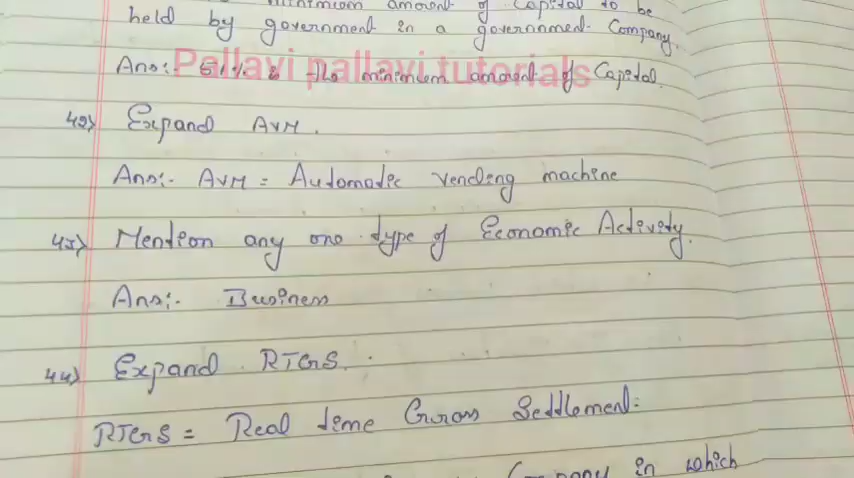 minimum amount of Capital to be
held by government in a government Company.
Ans: 51% is the minimum amount of Capital.
Pallavi pallavi tutorials
42) Expand AVM.
Ans:- AVM = Automatic vending machine
43) Mention any one type of Economic Activity.
Ans:- Business
44) Expand RTGS.
RTGS = Real time Gross Settlement.
Company in which